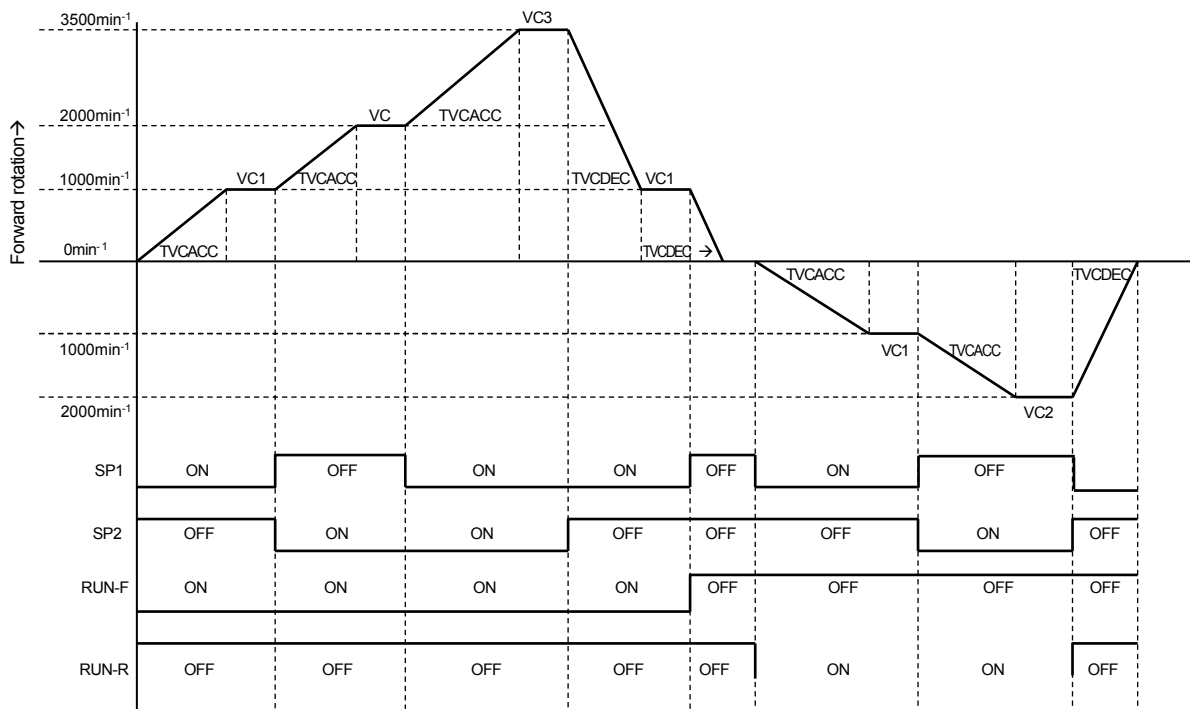 3500min⁻¹
VC3
2000min⁻¹
VC
TVCACC
1000min⁻¹
VC1
TVCACC
TVCDEC
VC1
Forward rotation→
0min⁻¹
TVCACC
TVCDEC →
TVCACC
TVCDEC
1000min⁻¹
VC1
TVCACC
2000min⁻¹
VC2
SP1 ON OFF ON ON OFF ON OFF
SP2 OFF ON ON OFF OFF OFF ON OFF
RUN-F ON ON ON ON OFF OFF OFF OFF
RUN-R OFF OFF OFF OFF OFF ON ON OFF